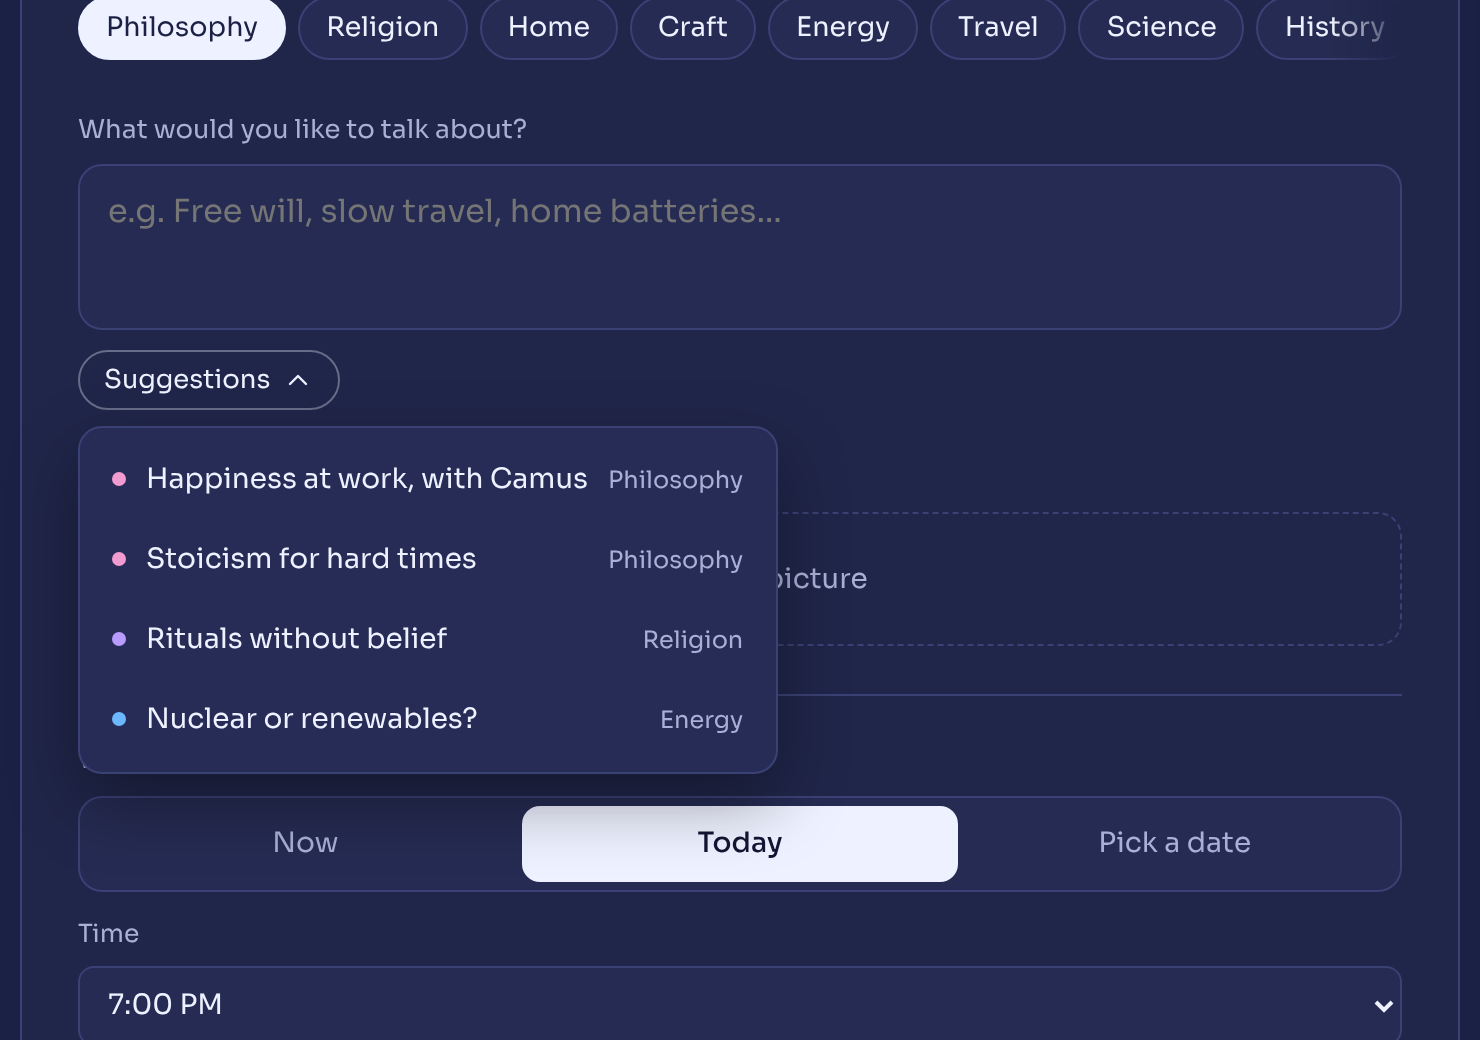 Philosophy Religion Home Craft Energy Travel Science History
What would you like to talk about?
e.g. Free will, slow travel, home batteries...
Suggestions
Happiness at work, with Camus Philosophy
Stoicism for hard times Philosophy
picture
Rituals without belief Religion
Nuclear or renewables? Energy
Now Today Pick a date
Time
7:00 PM